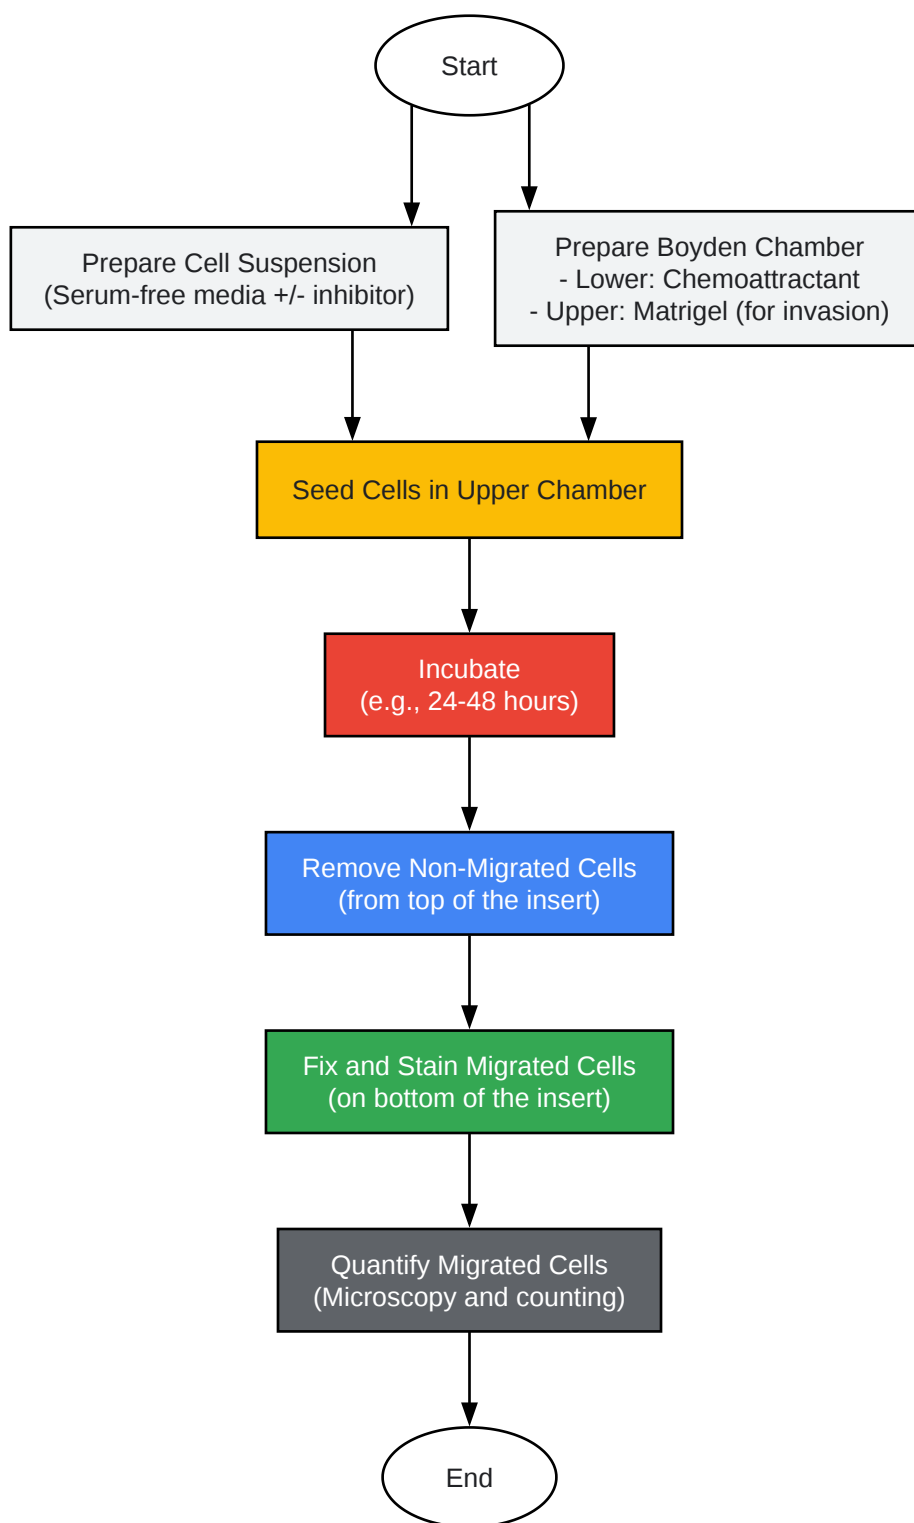 Start
Prepare Cell Suspension
(Serum-free media +/- inhibitor)
Prepare Boyden Chamber
- Lower: Chemoattractant
- Upper: Matrigel (for invasion)
Seed Cells in Upper Chamber
Incubate
(e.g., 24-48 hours)
Remove Non-Migrated Cells
(from top of the insert)
Fix and Stain Migrated Cells
(on bottom of the insert)
Quantify Migrated Cells
(Microscopy and counting)
End